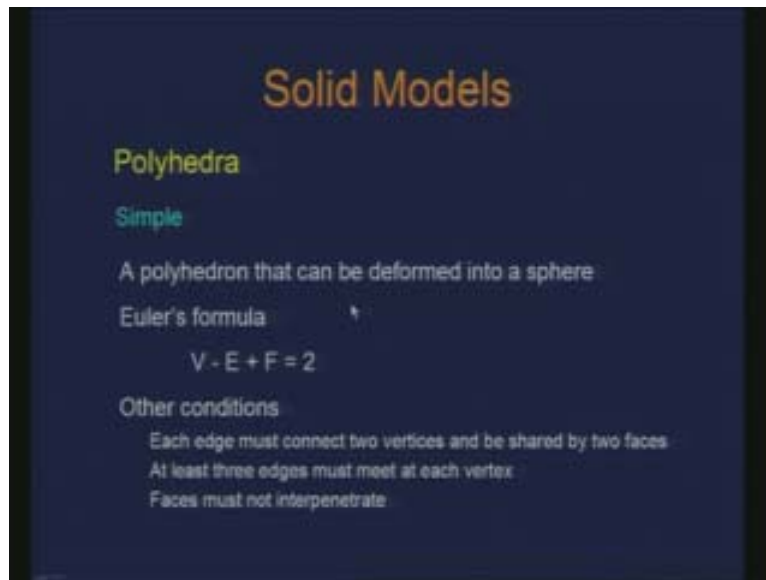 Solid Models
Polyhedra
Simple
A polyhedron that can be deformed into a sphere
Euler's formula
V - E + F = 2
Other conditions
Each edge must connect two vertices and be shared by two faces
At least three edges must meet at each vertex
Faces must not interpenetrate